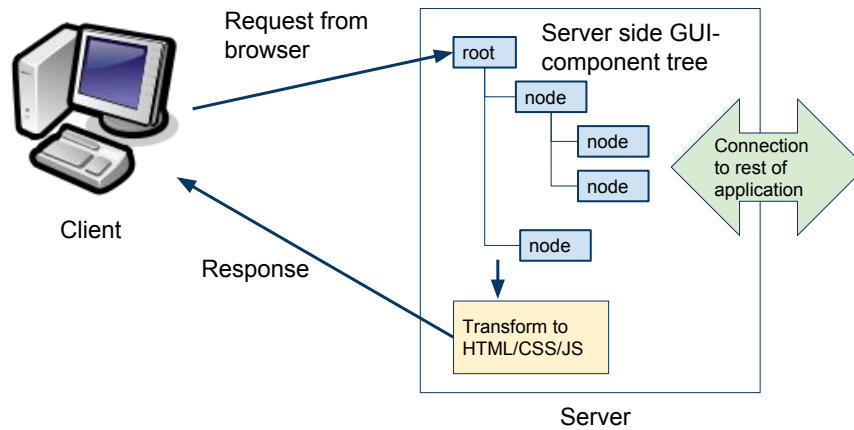 Request from
browser
Server side GUI-
component tree
root
node
node
node
node
Connection
to rest of
application
Client
Response
Transform to
HTML/CSS/JS
Server